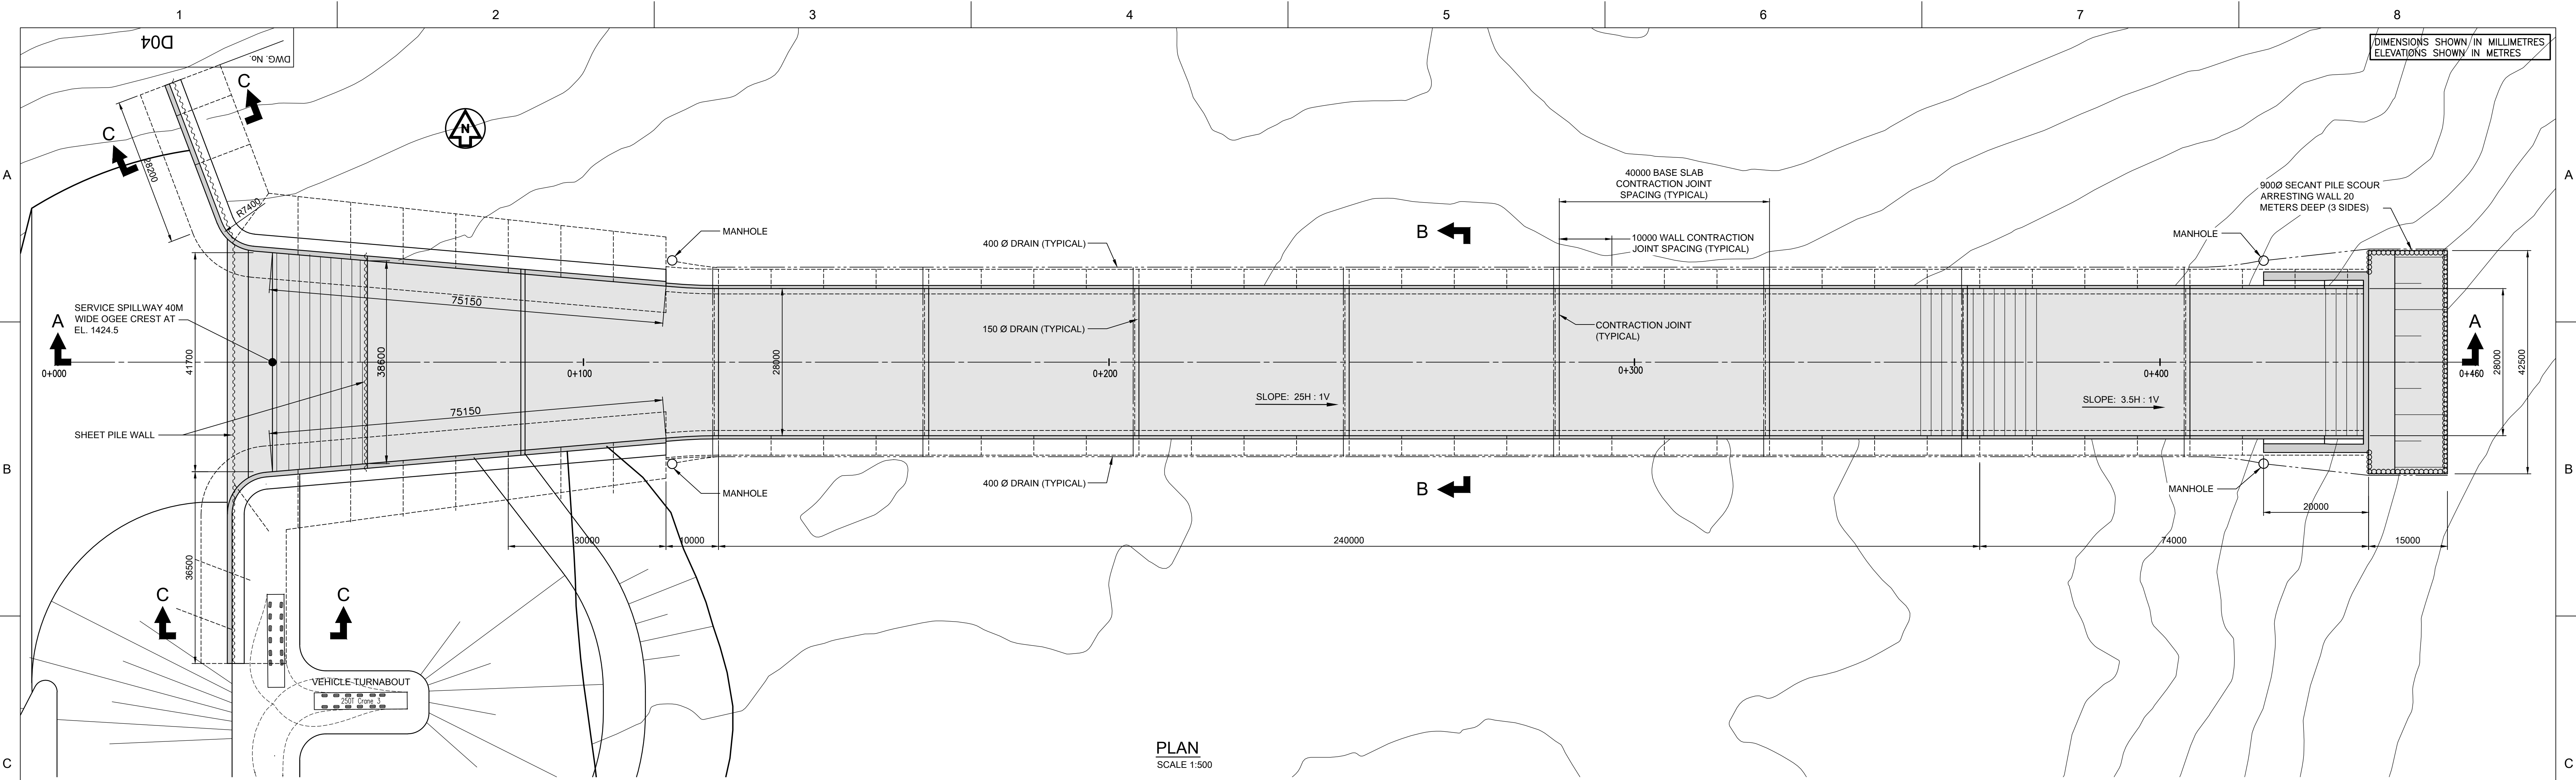 1
2
3
4
5
6
7
8
D04
DWG. No.
DIMENSIONS SHOWN IN MILLIMETRES
ELEVATIONS SHOWN IN METRES
C
C
N
28200
R7400
A
A
40000 BASE SLAB
CONTRACTION JOINT
SPACING (TYPICAL)
900Ø SECANT PILE SCOUR
ARRESTING WALL 20
METERS DEEP (3 SIDES)
MANHOLE
400 Ø DRAIN (TYPICAL)
B
10000 WALL CONTRACTION
JOINT SPACING (TYPICAL)
MANHOLE
SERVICE SPILLWAY 40M
WIDE OGEE CREST AT
EL. 1424.5
75150
150 Ø DRAIN (TYPICAL)
CONTRACTION JOINT
(TYPICAL)
A
0+000
41700
38600
0+100
28000
0+200
0+300
0+400
A
0+460
28000
42500
SLOPE: 25H : 1V
SLOPE: 3.5H : 1V
75150
SHEET PILE WALL
B
B
MANHOLE
400 Ø DRAIN (TYPICAL)
B
MANHOLE
20000
36500
30000
10000
240000
74000
15000
C
C
VEHICLE TURNABOUT
250T Crane 3
PLAN
SCALE 1:500
C
C